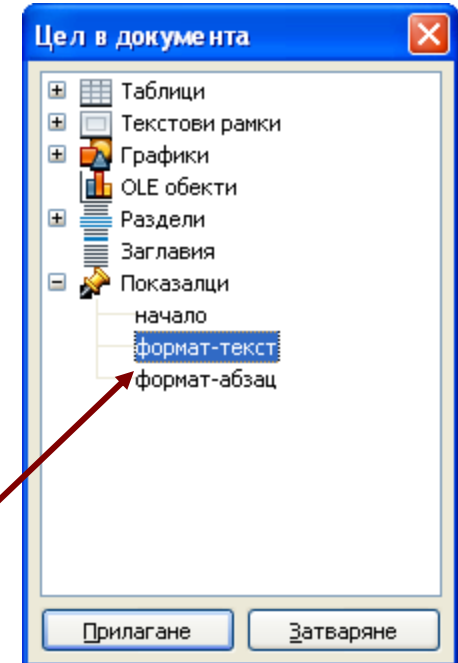 Цел в документа
Таблици
Текстови рамки
Графики
OLE обекти
Раздели
Заглавия
Показалци
начало
формат-текст
формат-абзац
Прилагане
Затваряне